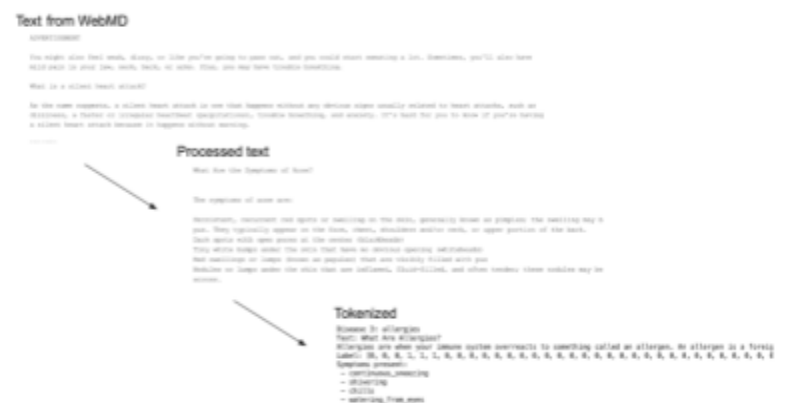 Text from WebMD
ADVERTISEMENT
You might also feel weak, dizzy, or like you're going to pass out, and you could start sweating a lot. Sometimes, you'll also have
mild pain in your jaw, neck, back, or arms. Plus, you may have trouble breathing.
What is a silent heart attack?
As the name suggests, a silent heart attack is one that happens without any obvious signs usually related to heart attacks, such as
dizziness, a faster or irregular heartbeat (palpitations), trouble breathing, and anxiety. It's hard for you to know if you're having
a silent heart attack because it happens without warning.
Processed text
What Are the Symptoms of Acne?
The symptoms of acne are:
Persistent, recurrent red spots or swelling on the skin, generally known as pimples; the swelling may
pus. They typically appear on the face, chest, shoulders and/or neck, or upper portion of the back.
Dark spots with open pores at the center (blackheads)
Tiny white bumps under the skin that have no obvious opening (whiteheads)
Red swellings or lumps (known as papules) that are visibly filled with pus
Nodules or lumps under the skin that are inflamed, fluid-filled, and often tender; these nodules may be
Tokenized
Disease 3: allergies
Text: What Are Allergies?
Allergies are when your immune system overreacts to something called an allergen. An allergen is a foreig
Label: [0, 0, 0, 1, 1, 1, 0, 0, 0, 0, 0, 0, 0, 0, 0, 0, 0, 0, 0, 0, 0, 0, 0, 0, 0, 0, 0, 0, 0, 0
Symptoms present:
- continuous_sneezing
- shivering
- chills
- watering_from_eyes